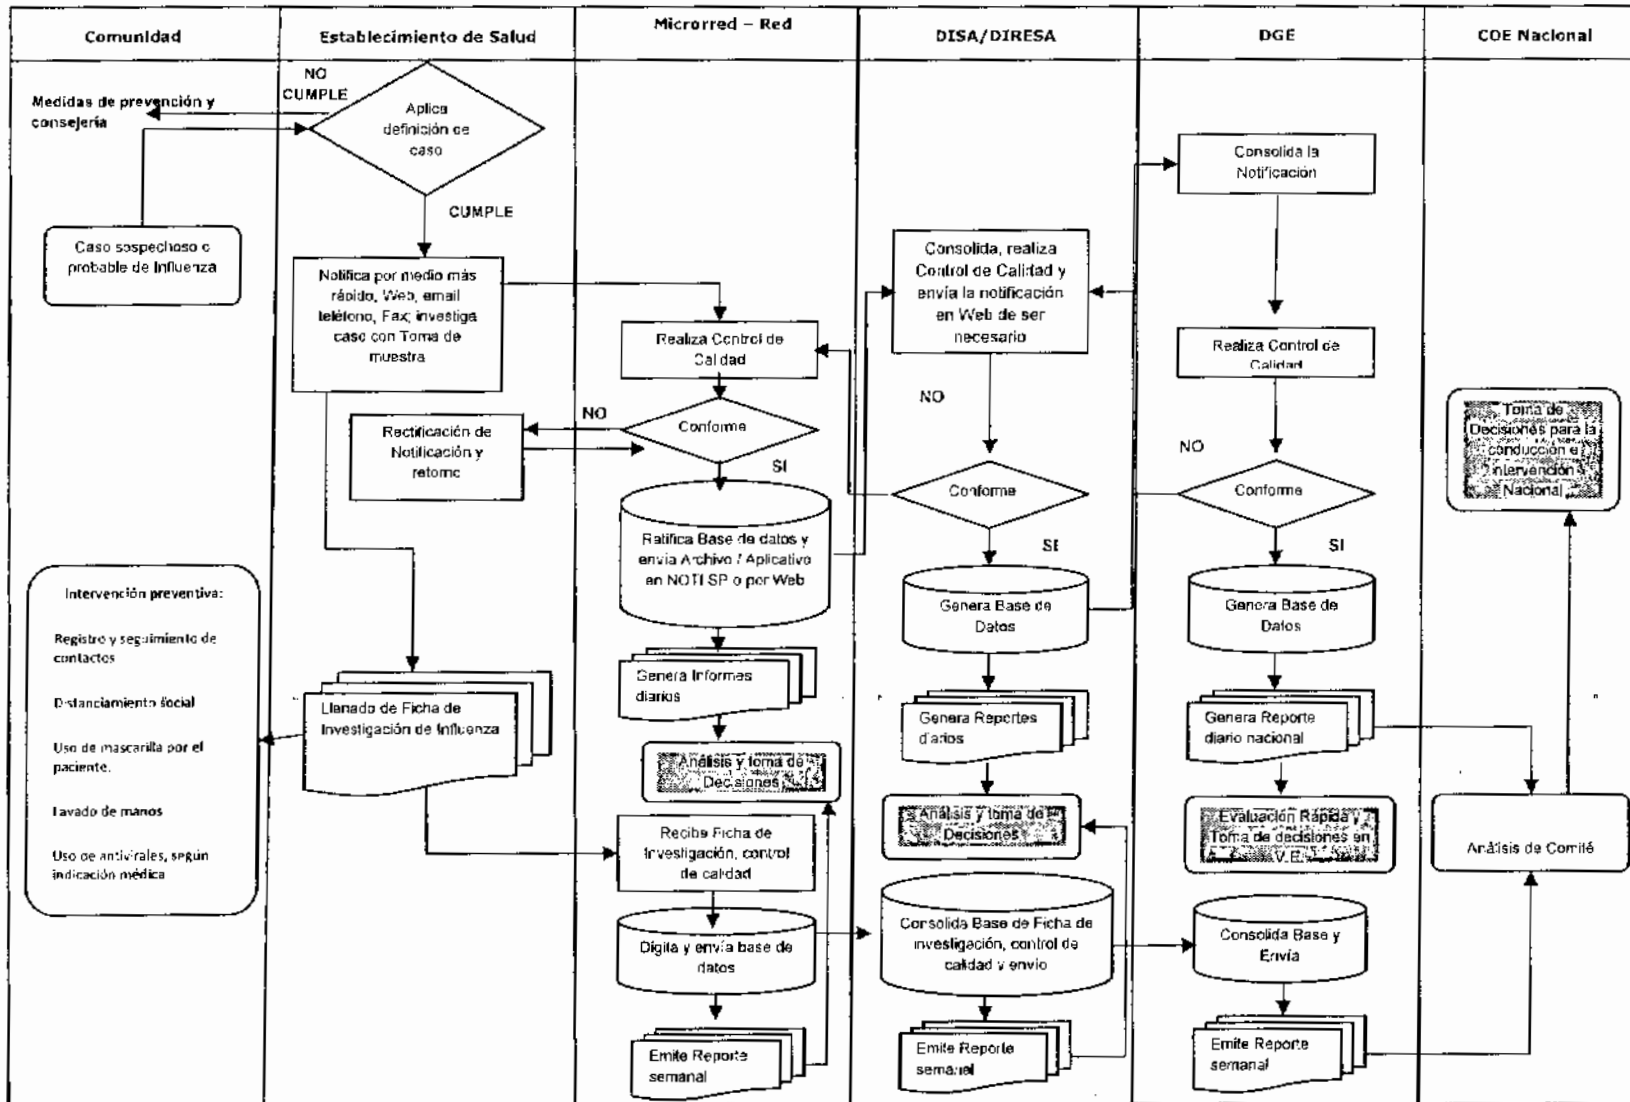 Comunidad
Establecimiento de Salud
Microrred – Red
DISA/DIRESA
DGE
COE Nacional
NO
CUMPLE
Medidas de prevención y
consejería
Aplica
definición de
caso
CUMPLE
Caso sospechoso o
probable de Influenza
Notifica por medio más
rápido, Web, email
teléfono, Fax; investiga
caso con Toma de
muestra
Rectificación de
Notificación y
retorno
Intervención preventiva:
Registro y seguimiento de
contactos
Distanciamiento social
Uso de mascarilla por el
paciente.
Lavado de manos
Uso de antivirales, según
indicación médica
Llenado de Ficha de
Investigación de Influenza
Realiza Control de
Calidad
NO
Conforme
SI
Ratifica Base de datos y
envía Archivo / Aplicativo
en NOTI SP o por Web
Genera Informes
diarios
Análisis y toma de
Decisiones
Recibe Ficha de
Investigación, control
de calidad
Digita y envía base de
datos
Emite Reporte
semanal
Consolida, realiza
Control de Calidad y
envía la notificación
en Web de ser
necesario
NO
Conforme
SI
Genera Base de
Datos
Genera Reportes
diarios
Análisis y toma de
Decisiones
Consolida Base de Ficha de
investigación, control de
calidad y envio
Emite Reporte
semanal
Consolida la
Notificación
Realiza Control de
Calidad
NO
Conforme
SI
Genera Base de
Datos
Genera Reporte
diario nacional
Evaluación Rápida y
Toma de decisiones en
V.E.
Consolida Base y
Envía
Emite Reporte
semanal
Toma de
Decisiones para la
conducción e
intervención
Nacional
Análisis de Comité